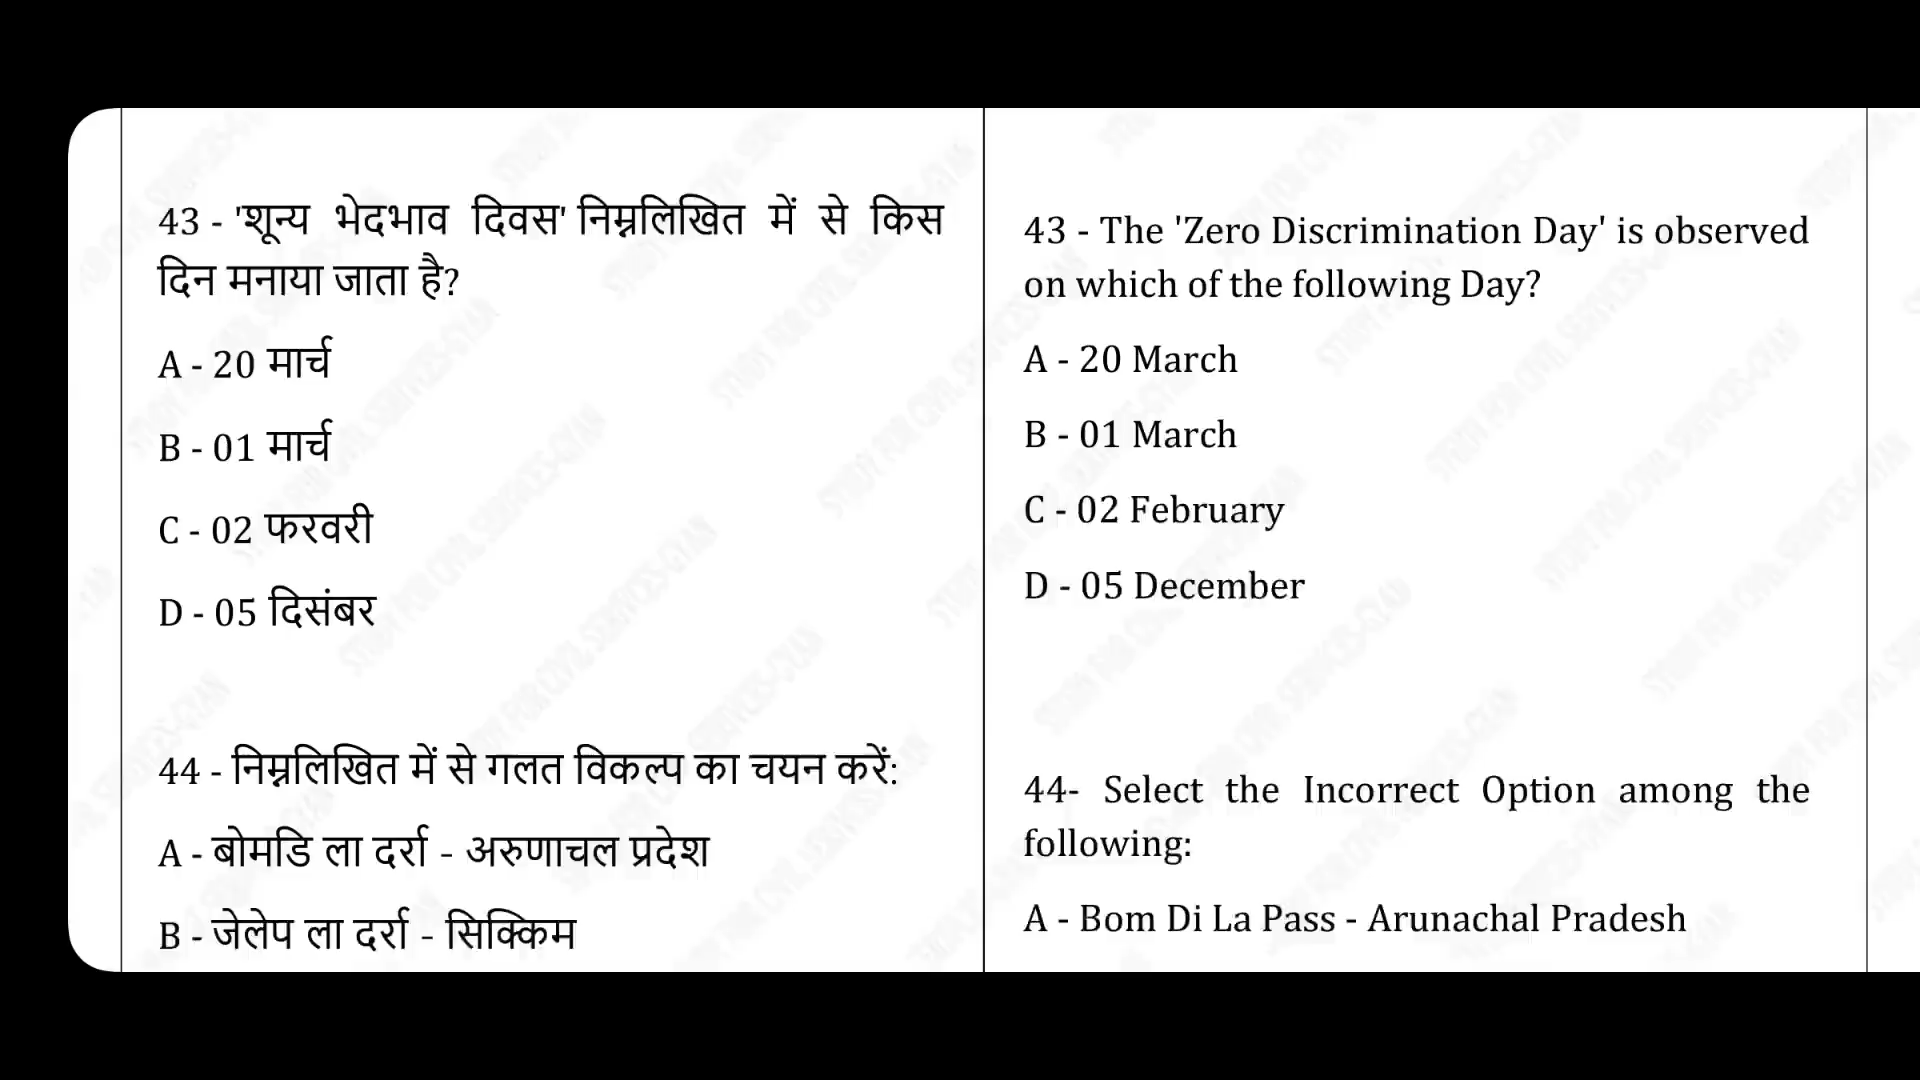 43 - 'शून्य भेदभाव दिवस' निम्नलिखित में से किस
दिन मनाया जाता है?
A - 20 मार्च
B - 01 मार्च
C - 02 फरवरी
D - 05 दिसंबर
44 - निम्नलिखित में से गलत विकल्प का चयन करें:
A - बोमडि ला दर्रा - अरुणाचल प्रदेश
B - जेलेप ला दर्रा - सिक्किम
43 - The 'Zero Discrimination Day' is observed
on which of the following Day?
A - 20 March
B - 01 March
C - 02 February
D - 05 December
44- Select the Incorrect Option among the
following:
A - Bom Di La Pass - Arunachal Pradesh